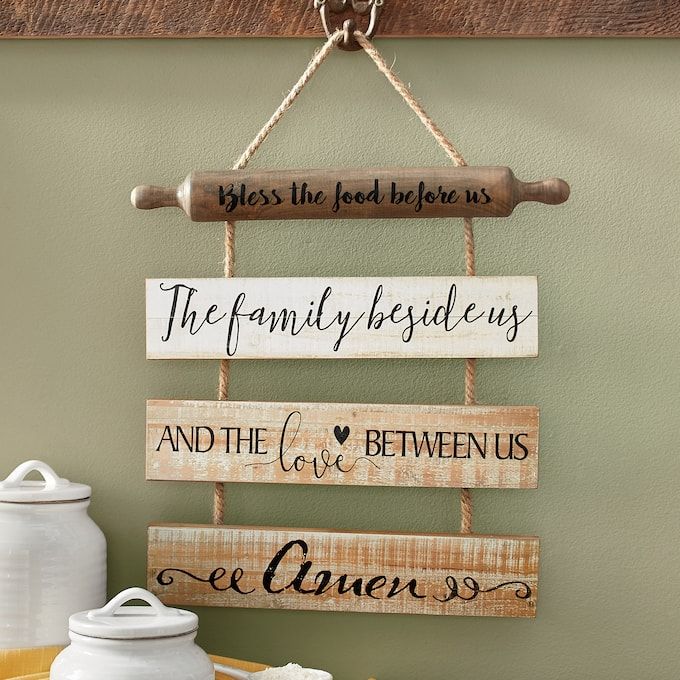 Bless the food before us
The family beside us
AND THE love BETWEEN US
Amen